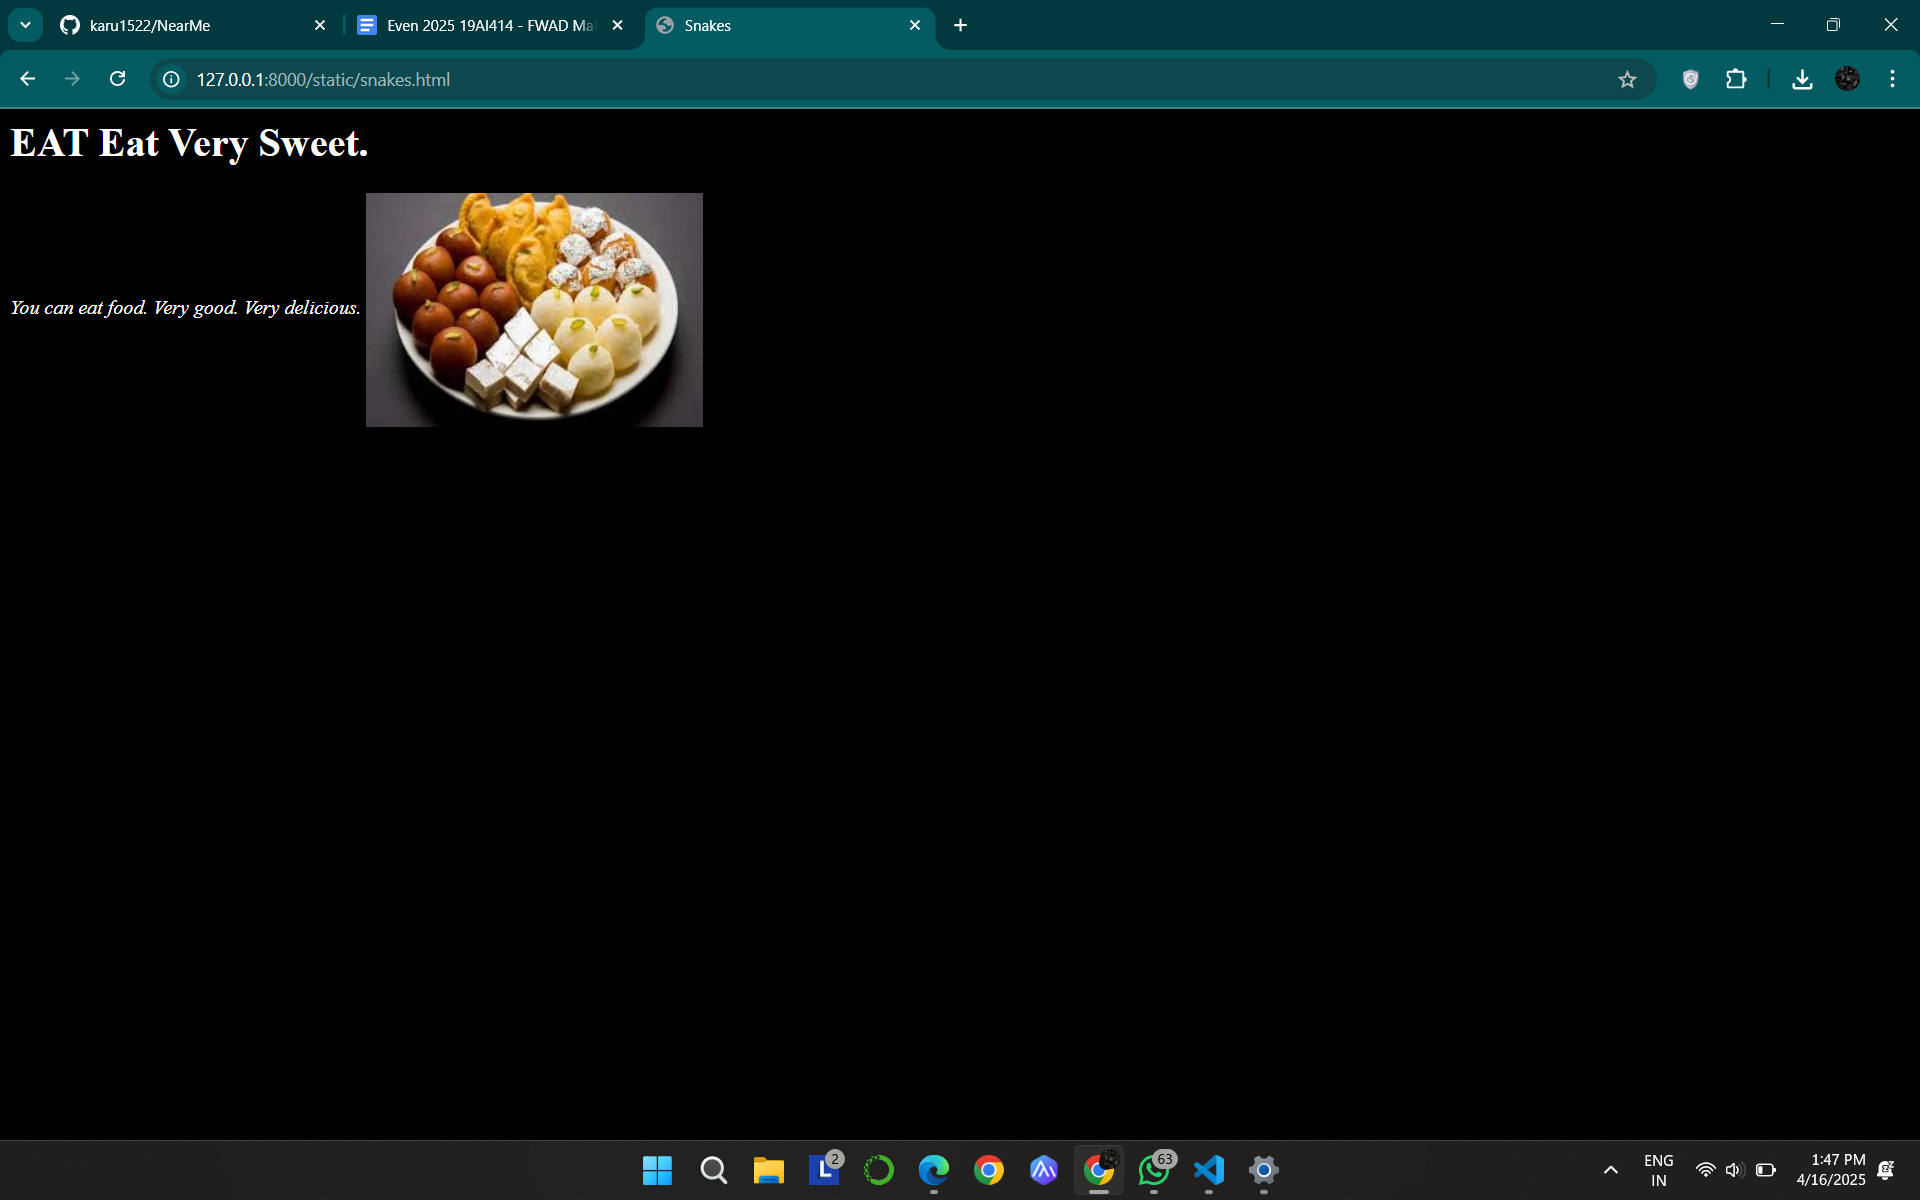 karu1522/NearMe
Even 2025 19AI414 - FWAD Ma
Snakes
127.0.0.1:8000/static/snakes.html
EAT Eat Very Sweet.
You can eat food. Very good. Very delicious.
L
2
63
ENG
IN
1:47 PM
4/16/2025